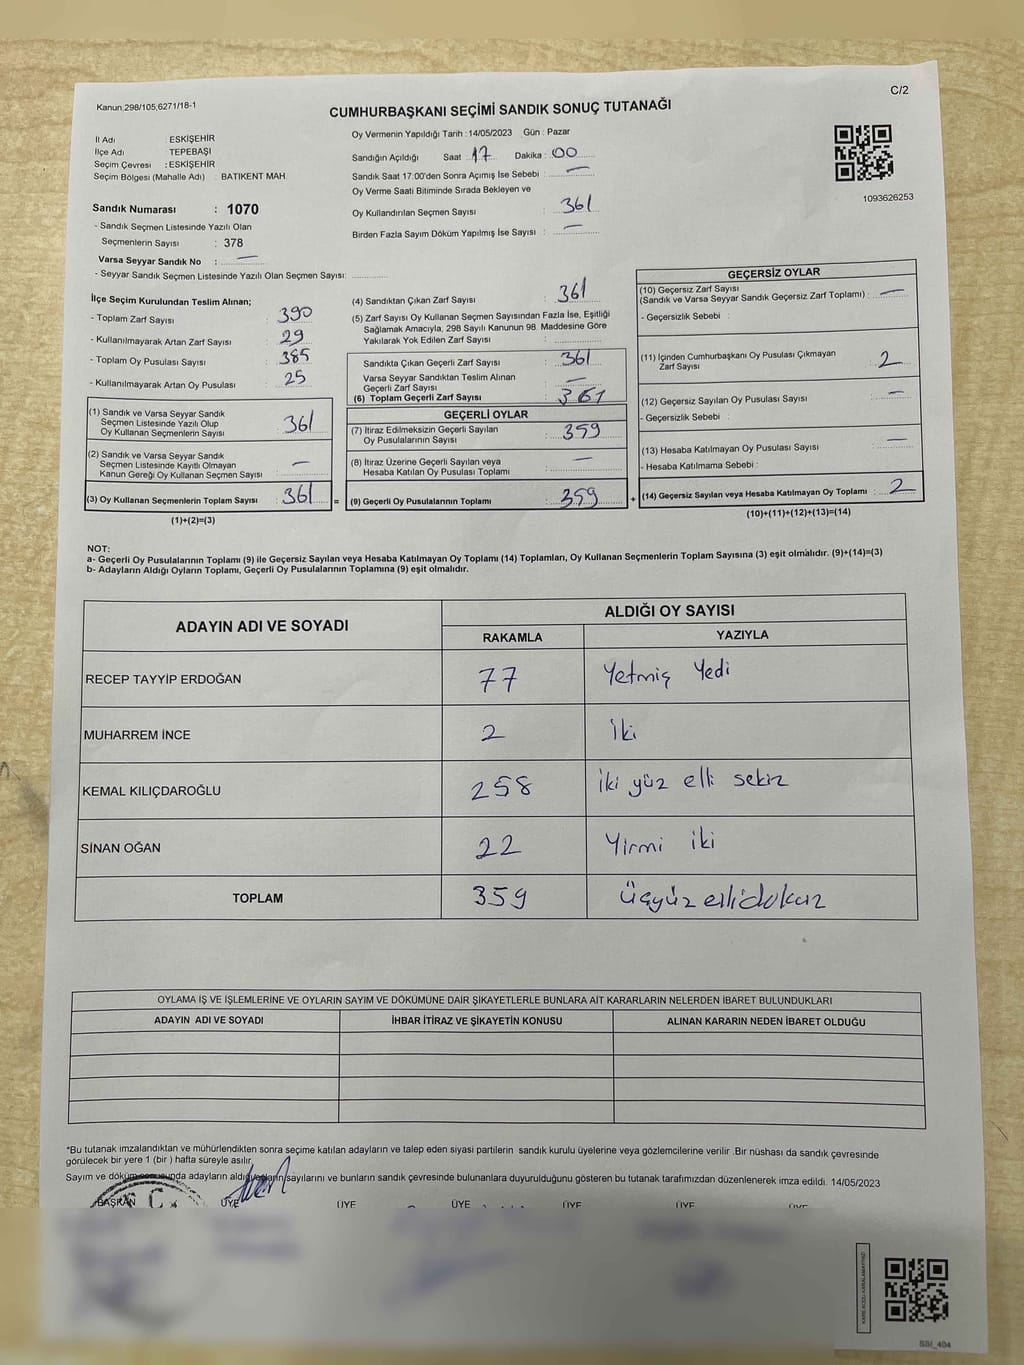 Kanun:298/105,6271/18-1
C/2
CUMHURBAŞKANI SEÇİMİ SANDIK SONUÇ TUTANAĞI
İl Adı : ESKİŞEHİR
İlçe Adı : TEPEBAŞI
Seçim Çevresi : ESKİŞEHİR
Seçim Bölgesi (Mahalle Adı) : BATIKENT MAH.
Sandık Numarası : 1070
- Sandık Seçmen Listesinde Yazılı Olan
Seçmenlerin Sayısı : 378
Varsa Seyyar Sandık No : —
- Seyyar Sandık Seçmen Listesinde Yazılı Olan Seçmen Sayısı:
Oy Vermenin Yapıldığı Tarih : 14/05/2023 Gün : Pazar
Sandığın Açıldığı Saat : 17 Dakika : 00
Sandık Saat 17:00'den Sonra Açımış İse Sebebi : —
Oy Verme Saati Bitiminde Sırada Bekleyen ve
Oy Kullandırılan Seçmen Sayısı : 361
Birden Fazla Sayım Döküm Yapılmış İse Sayısı : —
1093626253
İlçe Seçim Kurulundan Teslim Alınan;
- Toplam Zarf Sayısı : 390
- Kullanılmayarak Artan Zarf Sayısı : 29
- Toplam Oy Pusulası Sayısı : 385
- Kullanılmayarak Artan Oy Pusulası : 25
(1) Sandık ve Varsa Seyyar Sandık
Seçmen Listesinde Yazılı Olup
Oy Kullanan Seçmenlerin Sayısı : 361
(2) Sandık ve Varsa Seyyar Sandık
Seçmen Listesinde Kayıtlı Olmayan
Kanun Gereği Oy Kullanan Seçmen Sayısı : —
(3) Oy Kullanan Seçmenlerin Toplam Sayısı : 361
(1)+(2)=(3)
(4) Sandıktan Çıkan Zarf Sayısı : 361
(5) Zarf Sayısı Oy Kullanan Seçmen Sayısından Fazla İse, Eşitliği
Sağlamak Amacıyla, 298 Sayılı Kanunun 98. Maddesine Göre
Yakılarak Yok Edilen Zarf Sayısı :
Sandıkta Çıkan Geçerli Zarf Sayısı : 361
Varsa Seyyar Sandıktan Teslim Alınan
Geçerli Zarf Sayısı : —
(6) Toplam Geçerli Zarf Sayısı : 361
GEÇERLİ OYLAR
(7) İtiraz Edilmeksizin Geçerli Sayılan
Oy Pusulalarının Sayısı : 359
(8) İtiraz Üzerine Geçerli Sayılan veya
Hesaba Katılan Oy Pusulası Toplamı : —
= (9) Geçerli Oy Pusulalarının Toplamı : 359
GEÇERSİZ OYLAR
(10) Geçersiz Zarf Sayısı
(Sandık ve Varsa Seyyar Sandık Geçersiz Zarf Toplamı) : —
- Geçersizlik Sebebi :
(11) İçinden Cumhurbaşkanı Oy Pusulası Çıkmayan
Zarf Sayısı : 2
(12) Geçersiz Sayılan Oy Pusulası Sayısı : —
- Geçersizlik Sebebi :
(13) Hesaba Katılmayan Oy Pusulası Sayısı : —
- Hesaba Katılmama Sebebi :
+ (14) Geçersiz Sayılan veya Hesaba Katılmayan Oy Toplamı : 2
(10)+(11)+(12)+(13)=(14)
NOT:
a- Geçerli Oy Pusulalarının Toplamı (9) ile Geçersiz Sayılan veya Hesaba Katılmayan Oy Toplamı (14) Toplamları, Oy Kullanan Seçmenlerin Toplam Sayısına (3) eşit olmalıdır. (9)+(14)=(3)
b- Adayların Aldığı Oyların Toplamı, Geçerli Oy Pusulalarının Toplamına (9) eşit olmalıdır.
ADAYIN ADI VE SOYADI
ALDIĞI OY SAYISI
RAKAMLA YAZIYLA
RECEP TAYYİP ERDOĞAN 77 Yetmiş Yedi
MUHARREM İNCE 2 İki
KEMAL KILIÇDAROĞLU 258 İki yüz elli sekiz
SİNAN OĞAN 22 Yirmi iki
TOPLAM 359 Üçyüz ellidokuz
OYLAMA İŞ VE İŞLEMLERİNE VE OYLARIN SAYIM VE DÖKÜMÜNE DAİR ŞİKAYETLERLE BUNLARA AİT KARARLARIN NELERDEN İBARET BULUNDUKLARI
ADAYIN ADI VE SOYADI İHBAR İTİRAZ VE ŞİKAYETİN KONUSU ALINAN KARARIN NEDEN İBARET OLDUĞU
*Bu tutanak imzalandıktan ve mühürlendikten sonra seçime katılan adayların ve talep eden siyasi partilerin sandık kurulu üyelerine veya gözlemcilerine verilir .Bir nüshası da sandık çevresinde
görülecek bir yere 1 (bir ) hafta süreyle asılır.
Sayım ve döküm sonucunda adayların aldığı oyların sayılarını ve bunların sandık çevresinde bulunanlara duyurulduğunu gösteren bu tutanak tarafımızdan düzenlenerek imza edildi. 14/05/2023
BAŞKAN ÜYE ÜYE ÜYE ÜYE ÜYE ÜYE
KARE KODU KARALAMAYINIZ
SSI_404